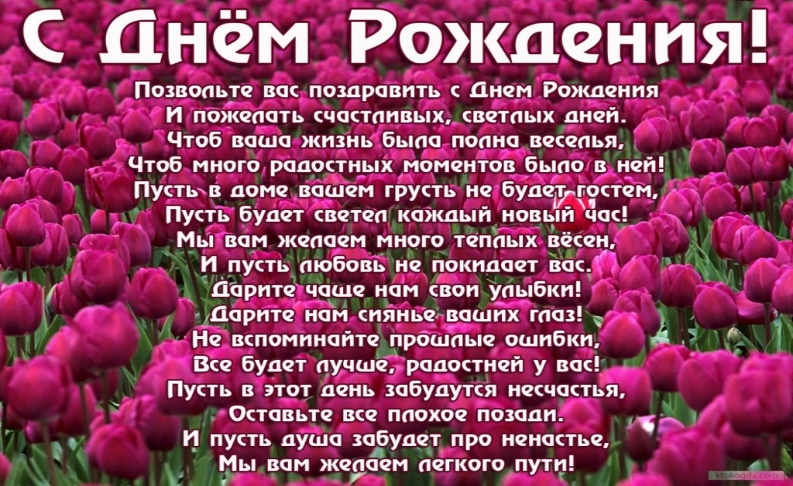 С Днём Рождения!
Позвольте вас поздравить с Днем Рождения
И пожелать счастливых, светлых дней.
Чтоб ваша жизнь была полна веселья,
Чтоб много радостных моментов было в ней!
Пусть в доме вашем грусть не будет гостем,
Пусть будет светел каждый новый час!
Мы вам желаем много теплых вёсен,
И пусть любовь не покидает вас.
Дарите чаще нам свои улыбки!
Дарите нам сиянье ваших глаз!
Не вспоминайте прошлые ошибки,
Все будет лучше, радостней у вас!
Пусть в этот день забудутся несчастья,
Оставьте все плохое позади.
И пусть душа забудет про ненастье,
Мы вам желаем легкого пути!
ktokogda.com